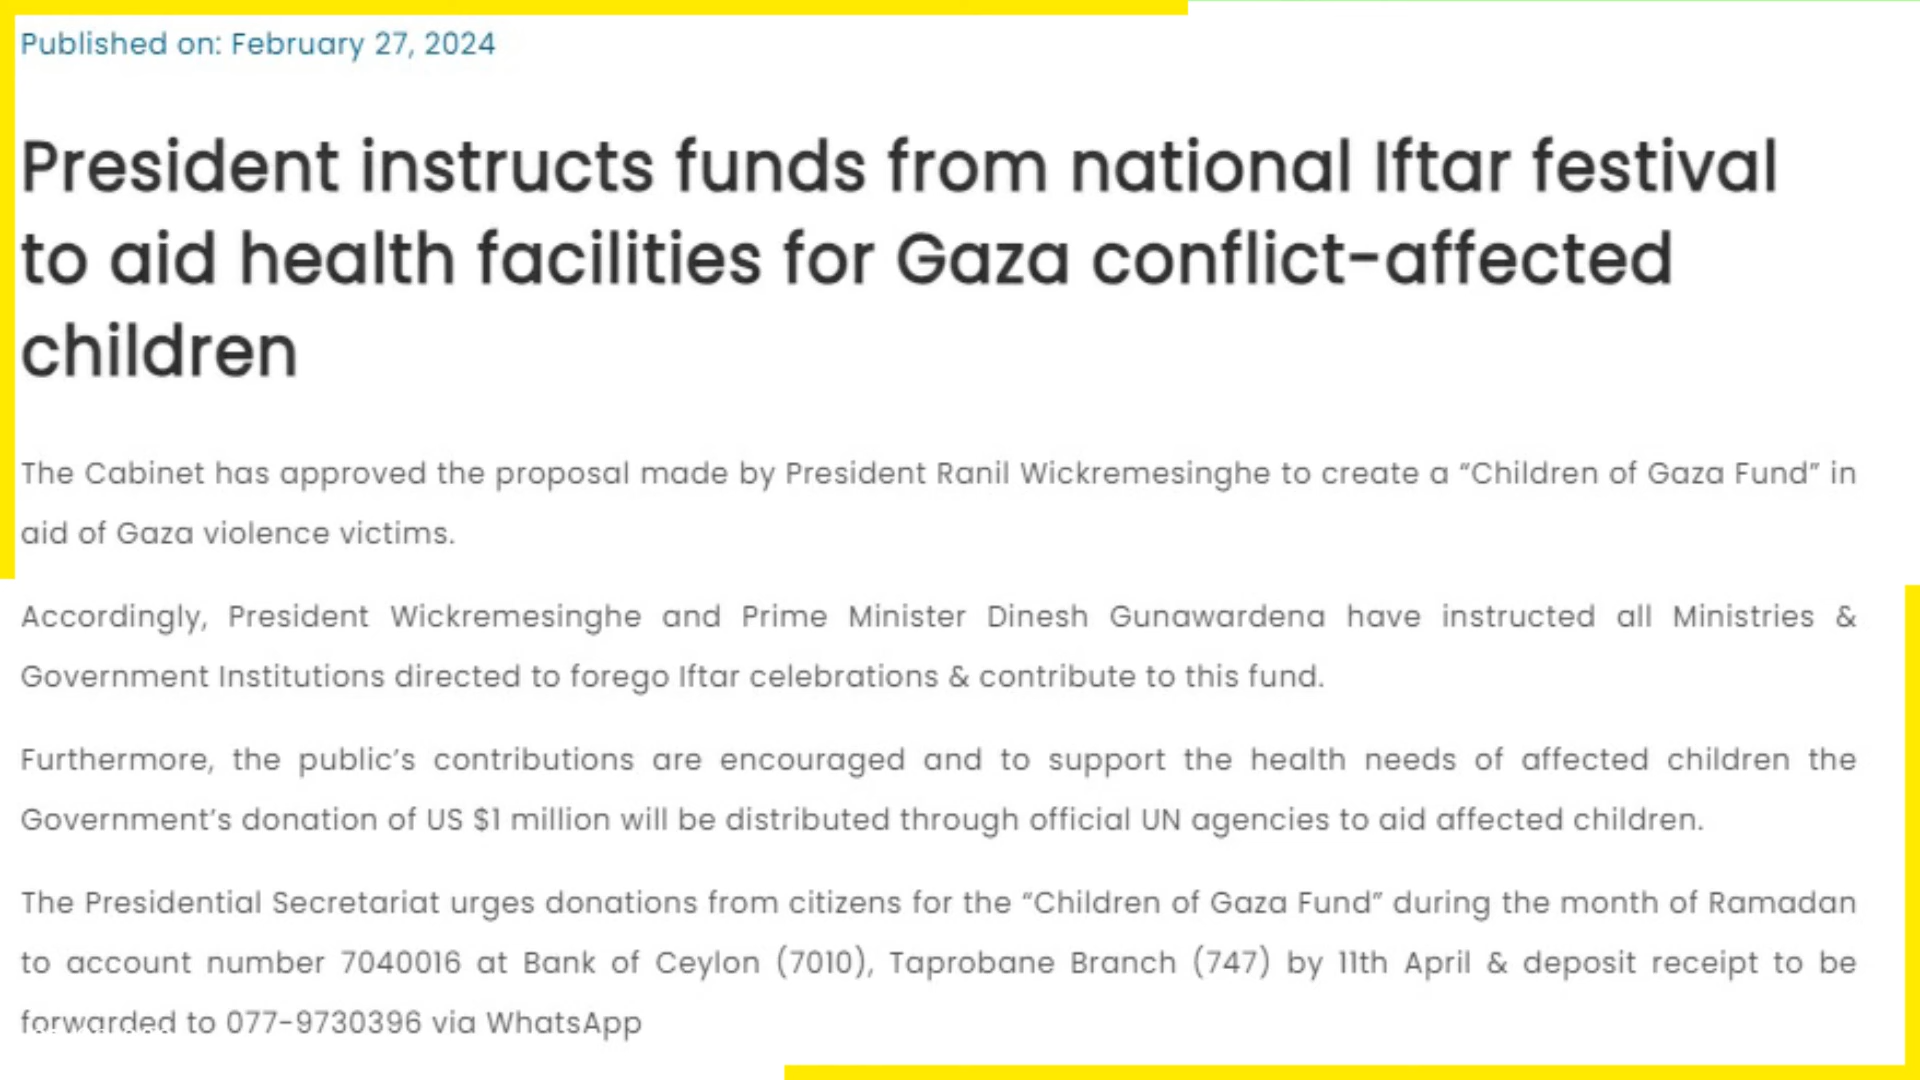 Published on: February 27, 2024
President instructs funds from national Iftar festival
to aid health facilities for Gaza conflict-affected
children
The Cabinet has approved the proposal made by President Ranil Wickremesinghe to create a “Children of Gaza Fund” in
aid of Gaza violence victims.
Accordingly, President Wickremesinghe and Prime Minister Dinesh Gunawardena have instructed all Ministries &
Government Institutions directed to forego Iftar celebrations & contribute to this fund.
Furthermore, the public’s contributions are encouraged and to support the health needs of affected children the
Government’s donation of US $1 million will be distributed through official UN agencies to aid affected children.
The Presidential Secretariat urges donations from citizens for the “Children of Gaza Fund” during the month of Ramadan
to account number 7040016 at Bank of Ceylon (7010), Taprobane Branch (747) by 11th April & deposit receipt to be
forwarded to 077-9730396 via WhatsApp